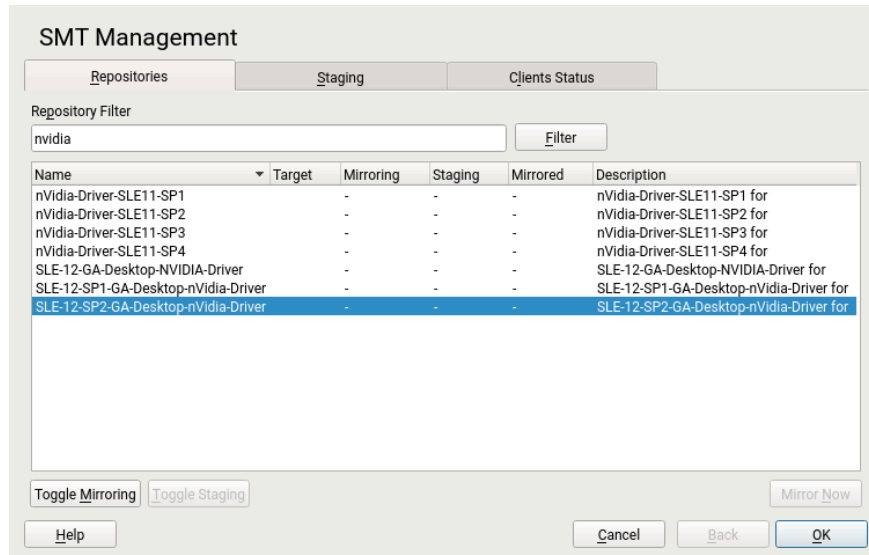 SMT Management
Repositories Staging Clients Status
Repository Filter
nvidia Filter
Name Target Mirroring Staging Mirrored Description
nVidia-Driver-SLE11-SP1 - - - nVidia-Driver-SLE11-SP1 for
nVidia-Driver-SLE11-SP2 - - - nVidia-Driver-SLE11-SP2 for
nVidia-Driver-SLE11-SP3 - - - nVidia-Driver-SLE11-SP3 for
nVidia-Driver-SLE11-SP4 - - - nVidia-Driver-SLE11-SP4 for
SLE-12-GA-Desktop-NVIDIA-Driver - - - SLE-12-GA-Desktop-NVIDIA-Driver for
SLE-12-SP1-GA-Desktop-nVidia-Driver - - - SLE-12-SP1-GA-Desktop-nVidia-Driver for
SLE-12-SP2-GA-Desktop-nVidia-Driver - - - SLE-12-SP2-GA-Desktop-nVidia-Driver for
Toggle Mirroring Toggle Staging Mirror Now
Help Cancel Back OK